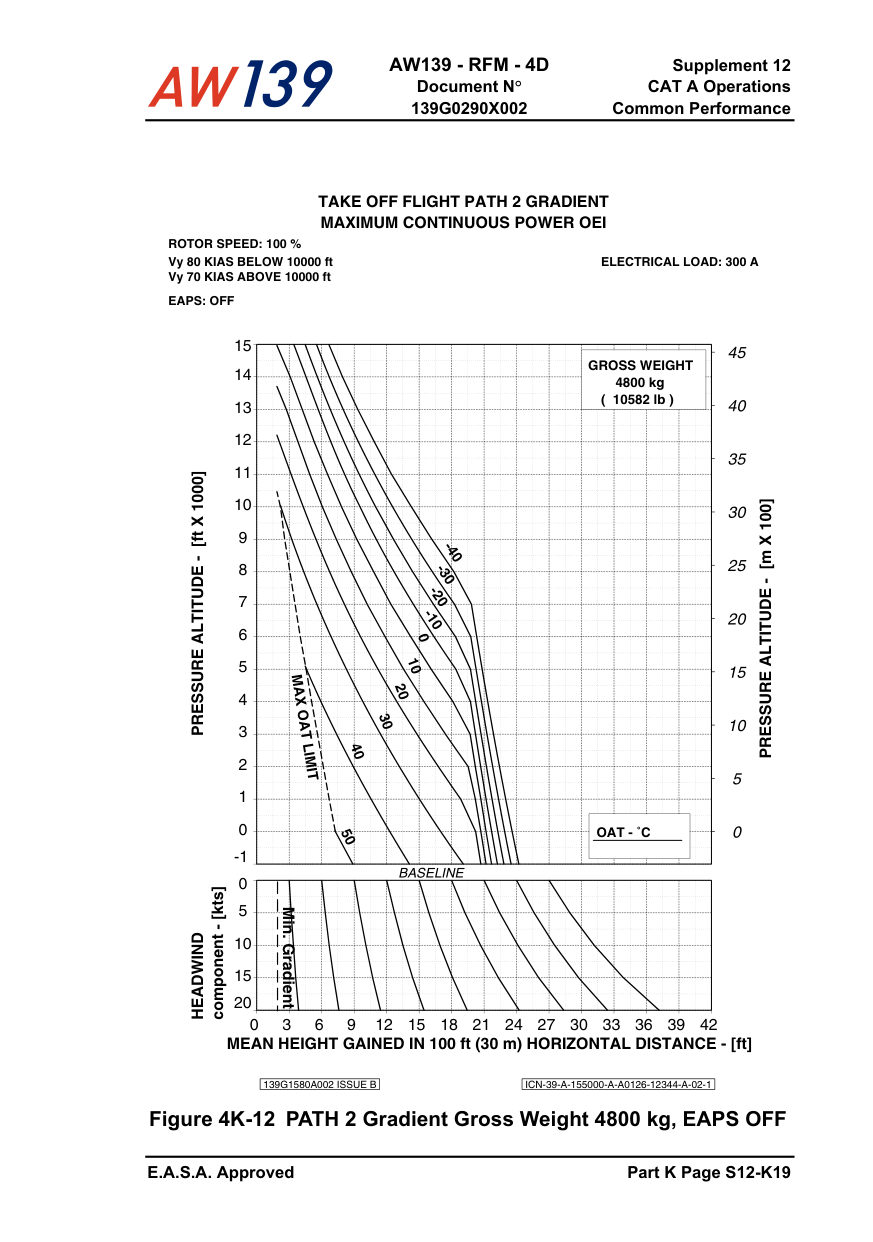 AW139
AW139 - RFM - 4D
Document N°
139G0290X002
Supplement 12
CAT A Operations
Common Performance
TAKE OFF FLIGHT PATH 2 GRADIENT
MAXIMUM CONTINUOUS POWER OEI
ROTOR SPEED: 100 %
Vy 80 KIAS BELOW 10000 ft
Vy 70 KIAS ABOVE 10000 ft
ELECTRICAL LOAD: 300 A
EAPS: OFF
GROSS WEIGHT
4800 kg
( 10582 lb )
PRESSURE ALTITUDE - [ft X 1000]
15
14
13
12
11
10
9
8
7
6
5
4
3
2
1
0
-1
-40
-30
-20
-10
0
10
20
30
40
50
MAX OAT LIMIT
45
40
35
30
25
20
15
10
5
0
PRESSURE ALTITUDE - [m X 100]
OAT - °C
BASELINE
HEADWIND
component - [kts]
0
5
10
15
20
Min. Gradient
0 3 6 9 12 15 18 21 24 27 30 33 36 39 42
MEAN HEIGHT GAINED IN 100 ft (30 m) HORIZONTAL DISTANCE - [ft]
139G1580A002 ISSUE B
ICN-39-A-155000-A-A0126-12344-A-02-1
Figure 4K-12 PATH 2 Gradient Gross Weight 4800 kg, EAPS OFF
E.A.S.A. Approved
Part K Page S12-K19